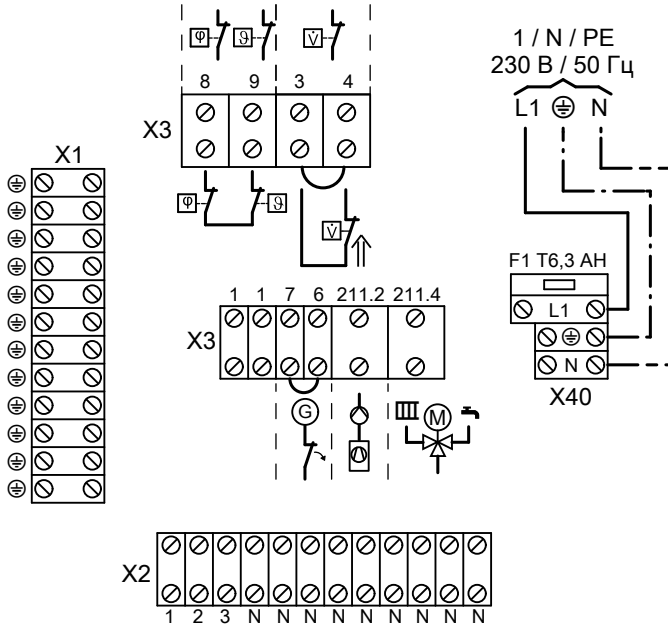 φ ϑ V̇
1 / N / PE
230 В / 50 Гц
8 9 3 4
L1 N
X3
X1
φ ϑ
V̇
F1 T6,3 AH
L1
1 1 7 6 211.2 211.4
X3
N
X40
G
M
X2
1 2 3 N N N N N N N N N